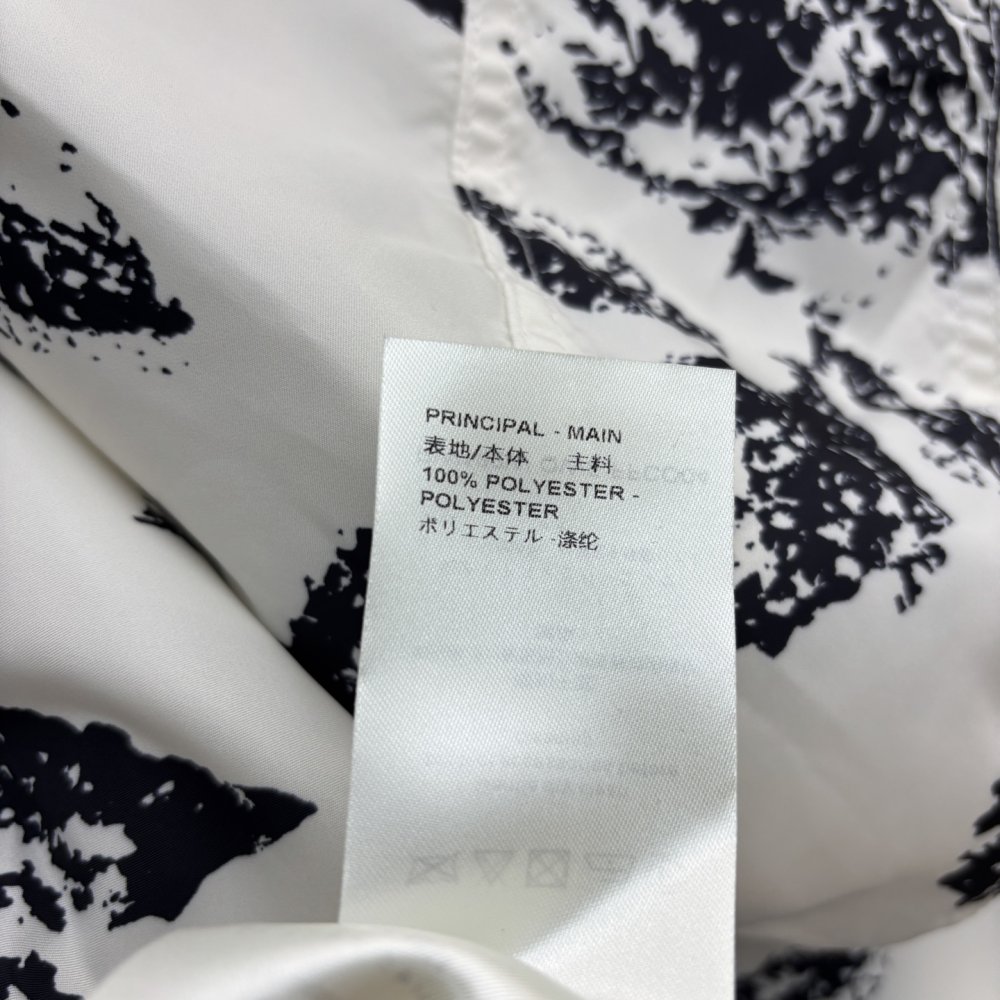 PRINCIPAL - MAIN
表地/本体 主料
100% POLYESTER -
POLYESTER
ポリエステル -涤纶